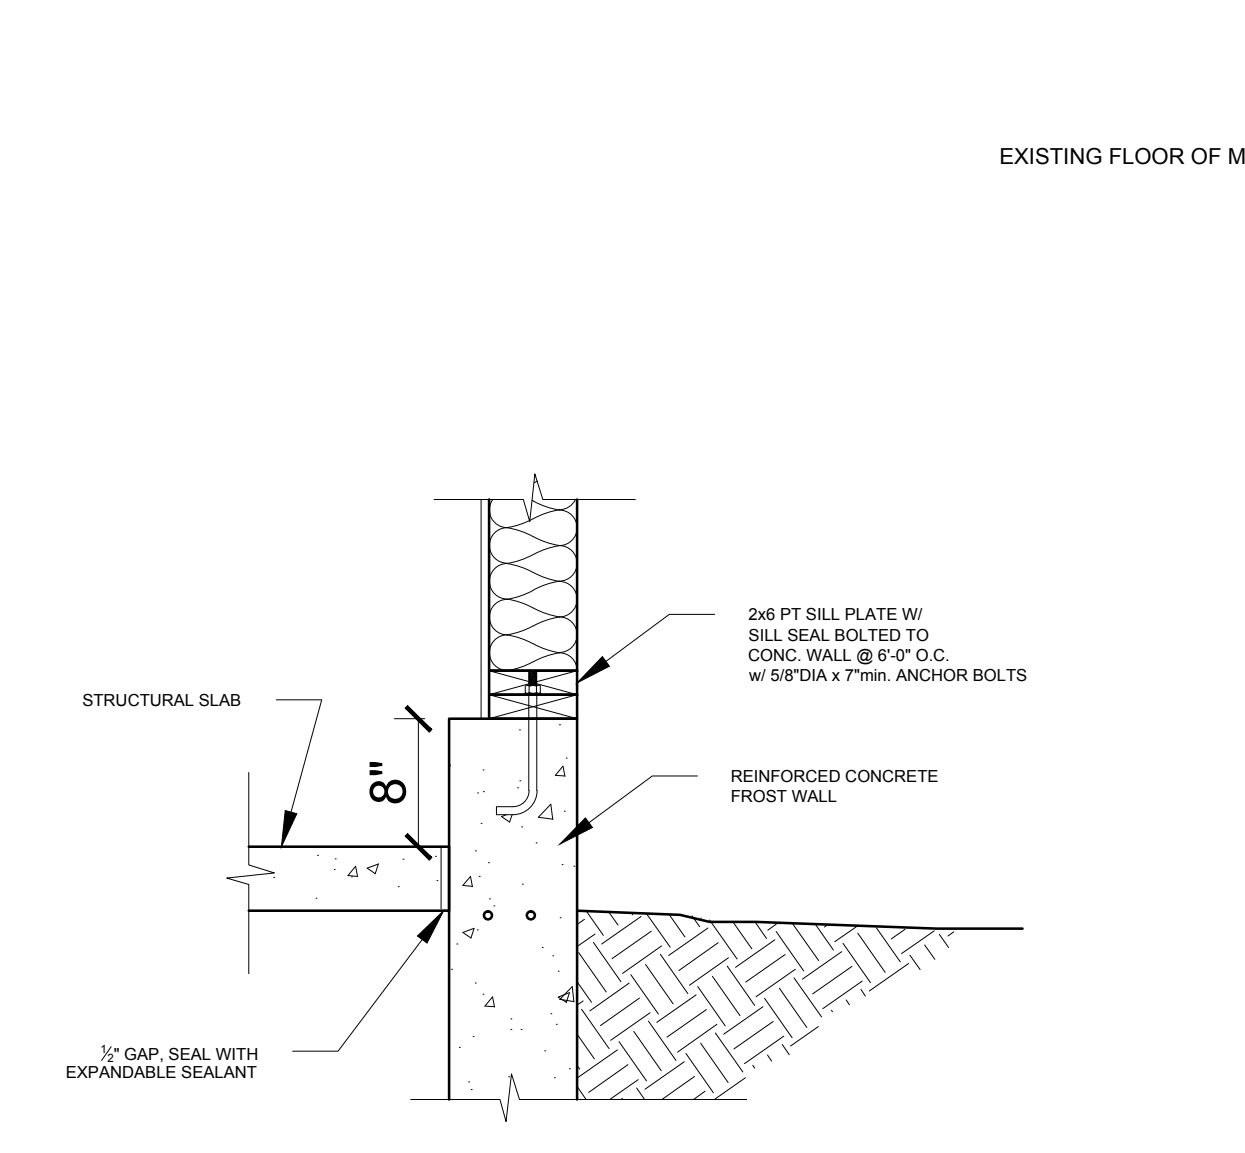 EXISTING FLOOR OF M
2x6 PT SILL PLATE W/
SILL SEAL BOLTED TO
CONC. WALL @ 6'-0" O.C.
w/ 5/8"DIA x 7"min. ANCHOR BOLTS
STRUCTURAL SLAB
8"
REINFORCED CONCRETE
FROST WALL
½" GAP, SEAL WITH
EXPANDABLE SEALANT